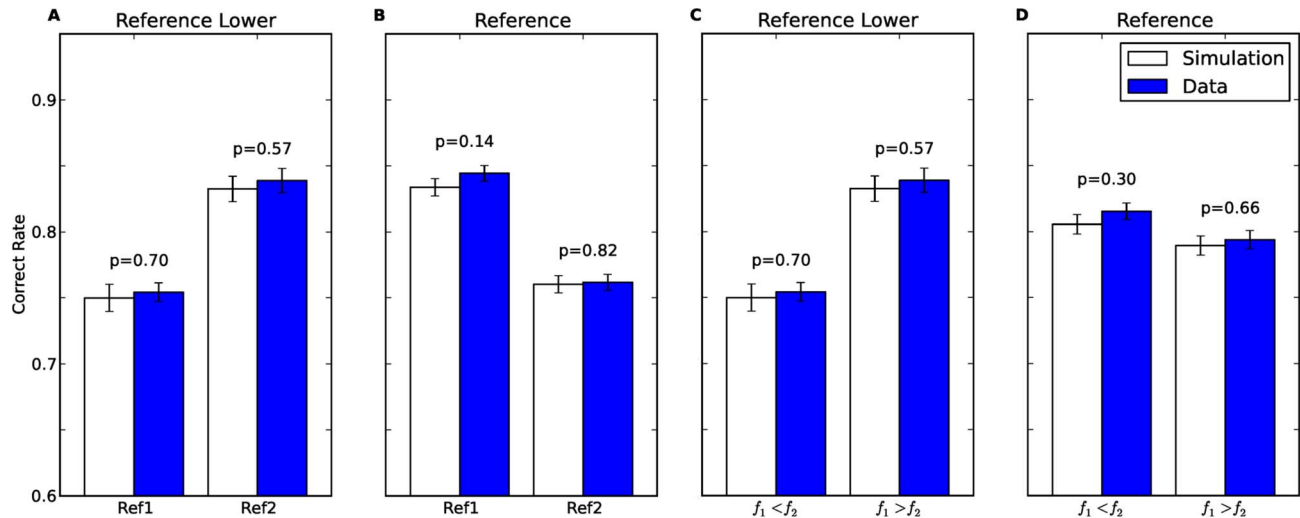 A Reference Lower
B Reference
C Reference Lower
D Reference
Simulation
Data
Correct Rate
0.9
0.8
0.7
0.6
p=0.70
p=0.57
Ref1
Ref2
p=0.14
p=0.82
Ref1
Ref2
p=0.70
p=0.57
f₁<f₂
f₁>f₂
p=0.30
p=0.66
f₁<f₂
f₁>f₂